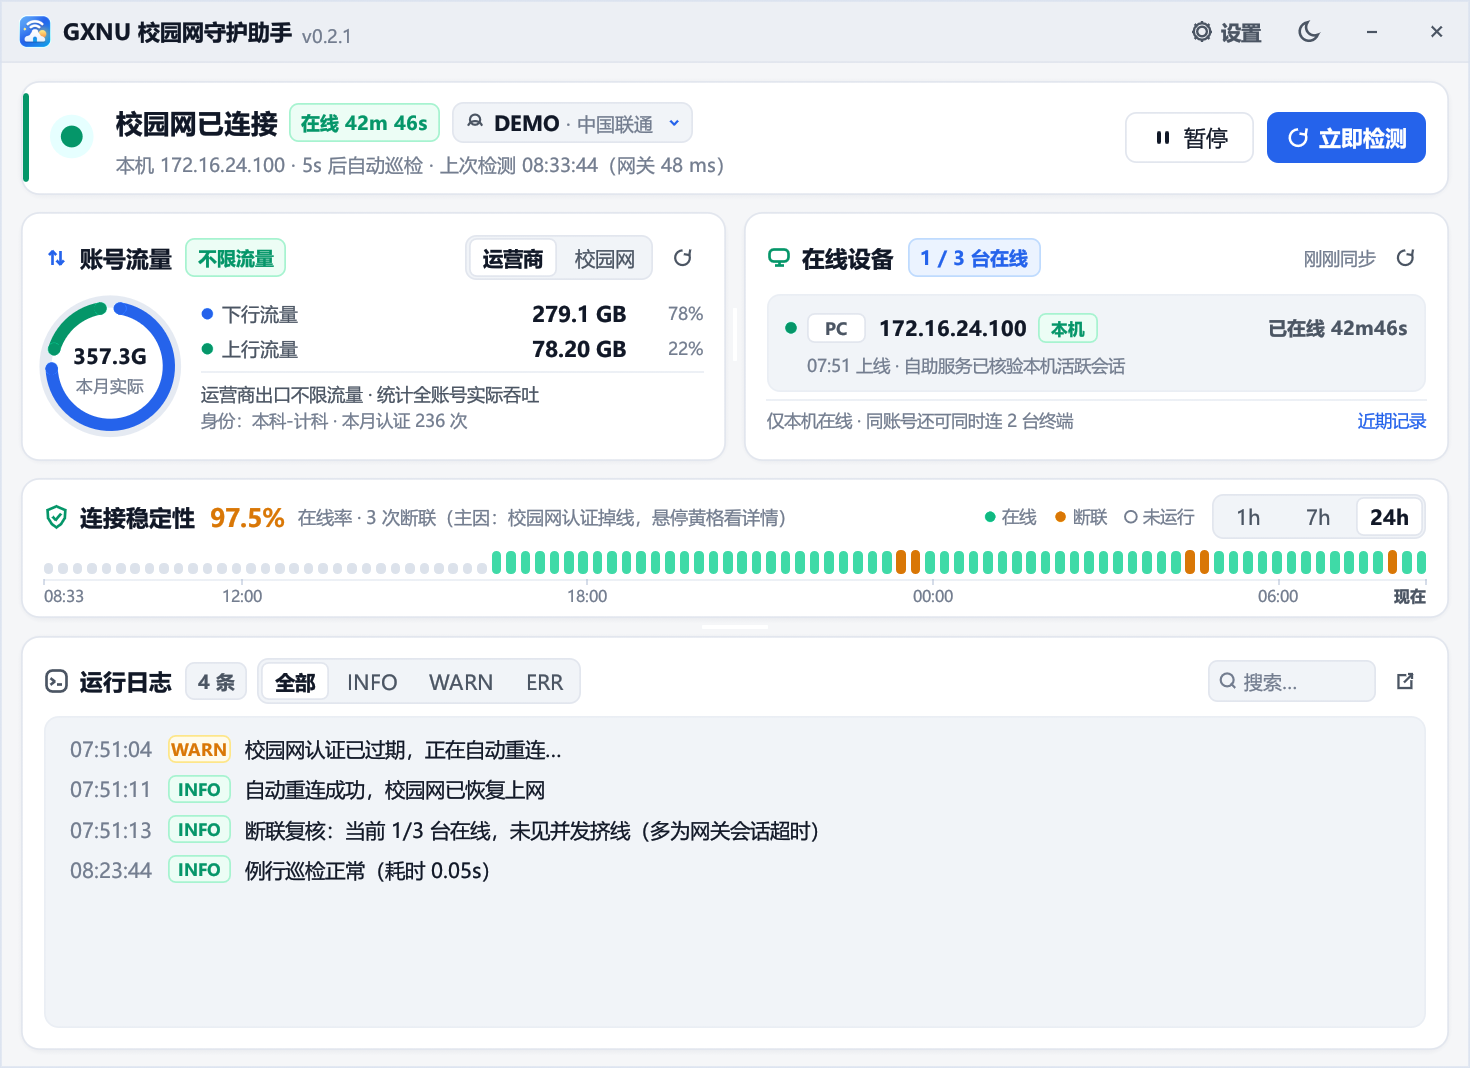 GXNU 校园网守护助手 v0.2.1
设置
校园网已连接 在线 42m 46s DEMO · 中国联通
本机 172.16.24.100 · 5s 后自动巡检 · 上次检测 08:33:44（网关 48 ms）
暂停 立即检测
账号流量 不限流量 运营商 校园网
357.3G
本月实际
下行流量 279.1 GB 78%
上行流量 78.20 GB 22%
运营商出口不限流量 · 统计全账号实际吞吐
身份：本科-计科 · 本月认证 236 次
在线设备 1 / 3 台在线 刚刚同步
PC 172.16.24.100 本机 已在线 42m46s
07:51 上线 · 自助服务已核验本机活跃会话
仅本机在线 · 同账号还可同时连 2 台终端 近期记录
连接稳定性 97.5% 在线率 · 3 次断联（主因：校园网认证掉线，悬停黄格看详情） 在线 断联 未运行 1h 7h 24h
08:33 12:00 18:00 00:00 06:00 现在
运行日志 4 条 全部 INFO WARN ERR 搜索...
07:51:04 WARN 校园网认证已过期，正在自动重连...
07:51:11 INFO 自动重连成功，校园网已恢复上网
07:51:13 INFO 断联复核：当前 1/3 台在线，未见并发挤线（多为网关会话超时）
08:23:44 INFO 例行巡检正常（耗时 0.05s）